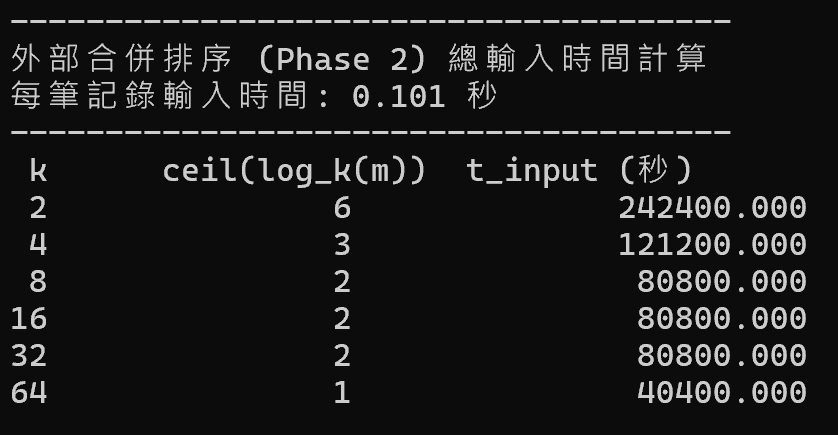 --------------------------------------
外部合併排序 (Phase 2) 總輸入時間計算
每筆記錄輸入時間: 0.101 秒
--------------------------------------
k ceil(log_k(m)) t_input (秒)
2 6 242400.000
4 3 121200.000
8 2 80800.000
16 2 80800.000
32 2 80800.000
64 1 40400.000